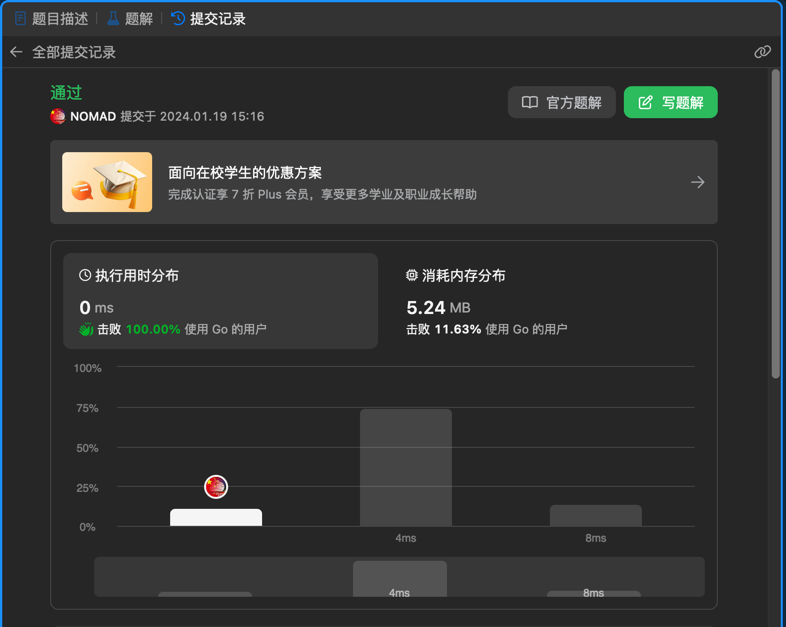 题目描述 题解 提交记录
全部提交记录
通过
NOMAD 提交于 2024.01.19 15:16
官方题解
写题解
面向在校学生的优惠方案
完成认证享 7 折 Plus 会员，享受更多学业及职业成长帮助
执行用时分布
0 ms
击败 100.00% 使用 Go 的用户
消耗内存分布
5.24 MB
击败 11.63% 使用 Go 的用户
100%
75%
50%
25%
0%
4ms 8ms
4ms 8ms